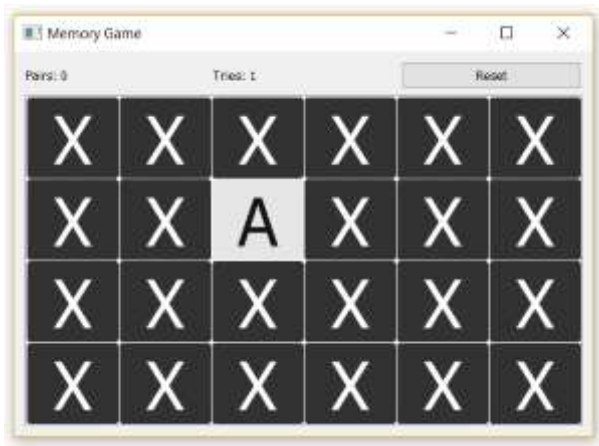 Memory Game
Pairs: 0 Tries: 1 Reset
X X X X X X
X X A X X X
X X X X X X
X X X X X X